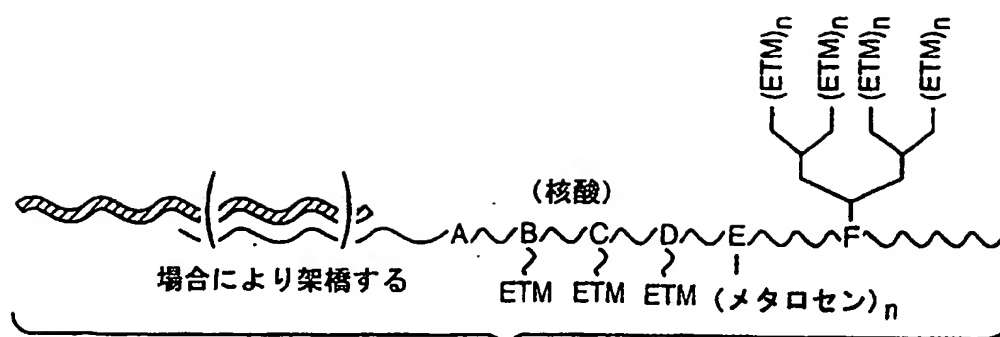 (ETM)n (ETM)n (ETM)n (ETM)n
(核酸)
A B C D E F
場合により架橋する
ETM ETM ETM (メタロセン)n